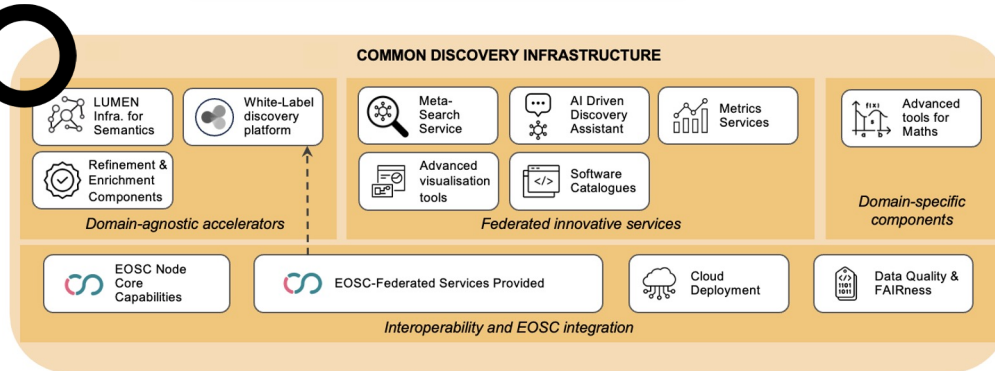 COMMON DISCOVERY INFRASTRUCTURE
LUMEN
Infra. for
Semantics
White-Label
discovery
platform
Refinement &
Enrichment
Components
Domain-agnostic accelerators
Meta-
Search
Service
AI Driven
Discovery
Assistant
Metrics
Services
Advanced
visualisation
tools
Software
Catalogues
</>
Federated innovative services
f(x)
a b
Advanced
tools for
Maths
Domain-specific
components
EOSC Node
Core
Capabilities
EOSC-Federated Services Provided
Cloud
Deployment
</>
1101
1011
Data Quality &
FAIRness
Interoperability and EOSC integration